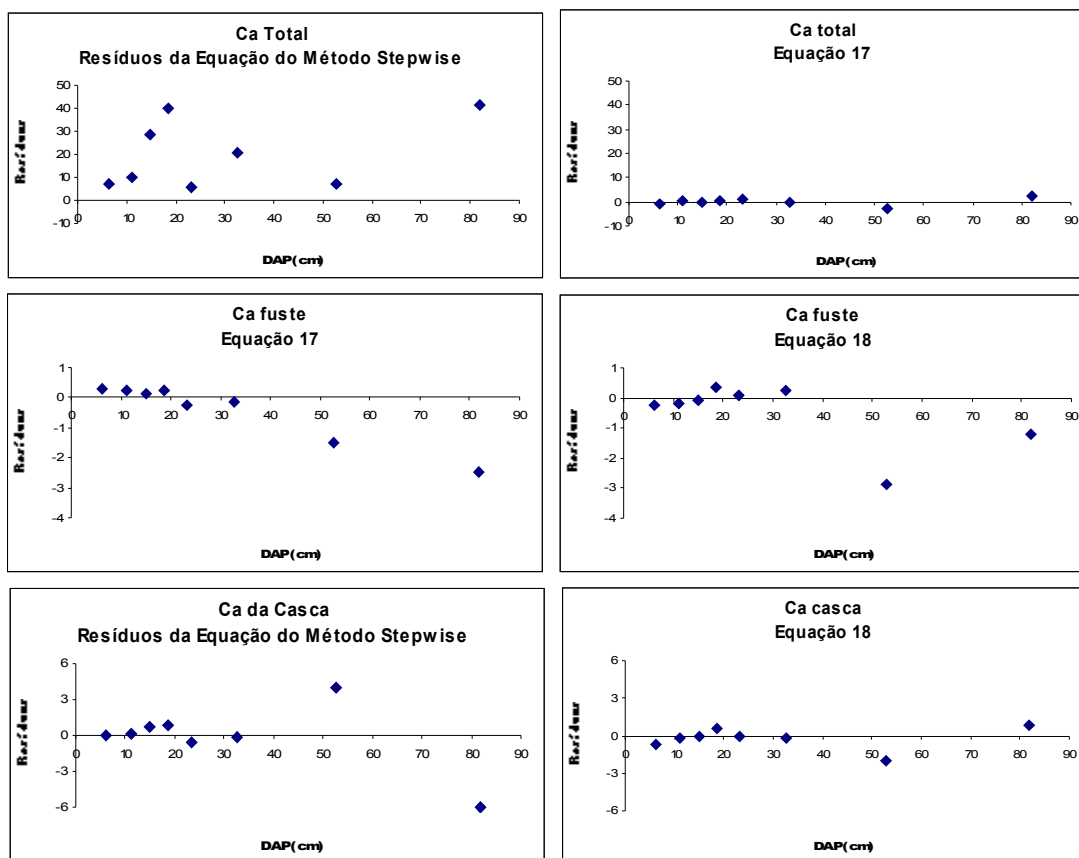 Ca Total
Resíduos da Equação do Método Stepwise
50
40
30
20
10
0
-10
0 10 20 30 40 50 60 70 80 90
Resíduos
DAP(cm)
Ca total
Equação 17
50
40
30
20
10
0
-10
0 10 20 30 40 50 60 70 80 90
Resíduos
DAP(cm)
Ca fuste
Equação 17
1
0
-1
-2
-3
-4
0 10 20 30 40 50 60 70 80 90
Resíduos
DAP(cm)
Ca fuste
Equação 18
1
0
-1
-2
-3
-4
0 10 20 30 40 50 60 70 80 90
Resíduos
DAP(cm)
Ca da Casca
Resíduos da Equação do Método Stepwise
6
3
0
-3
-6
0 10 20 30 40 50 60 70 80 90
Resíduos
DAP(cm)
Ca casca
Equação 18
6
3
0
-3
-6
0 10 20 30 40 50 60 70 80 90
Resíduos
DAP(cm)